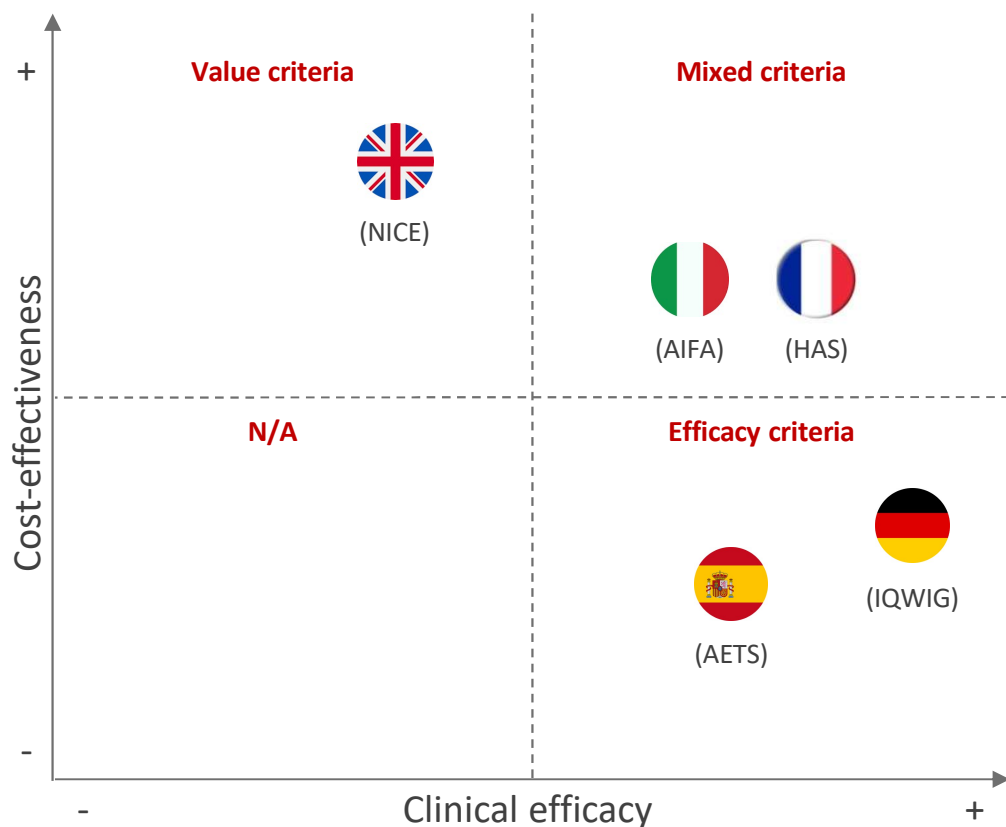 +
Value criteria
Mixed criteria
(NICE)
(AIFA)
(HAS)
Cost-effectiveness
N/A
Efficacy criteria
(IQWIG)
(AETS)
-
-
Clinical efficacy
+